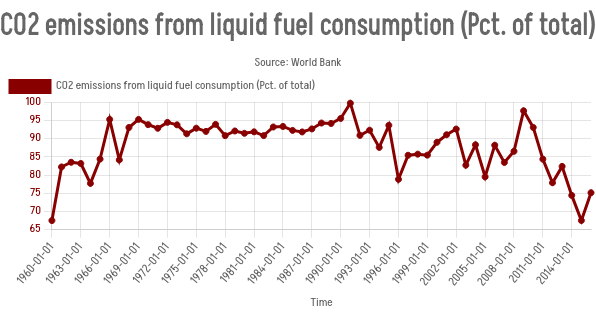 CO2 emissions from liquid fuel consumption (Pct. of total)
Source: World Bank
CO2 emissions from liquid fuel consumption (Pct. of total)
100
95
90
85
80
75
70
65
1960-01-01 1963-01-01 1966-01-01 1969-01-01 1972-01-01 1975-01-01 1978-01-01 1981-01-01 1984-01-01 1987-01-01 1990-01-01 1993-01-01 1996-01-01 1999-01-01 2002-01-01 2005-01-01 2008-01-01 2011-01-01 2014-01-01
Time